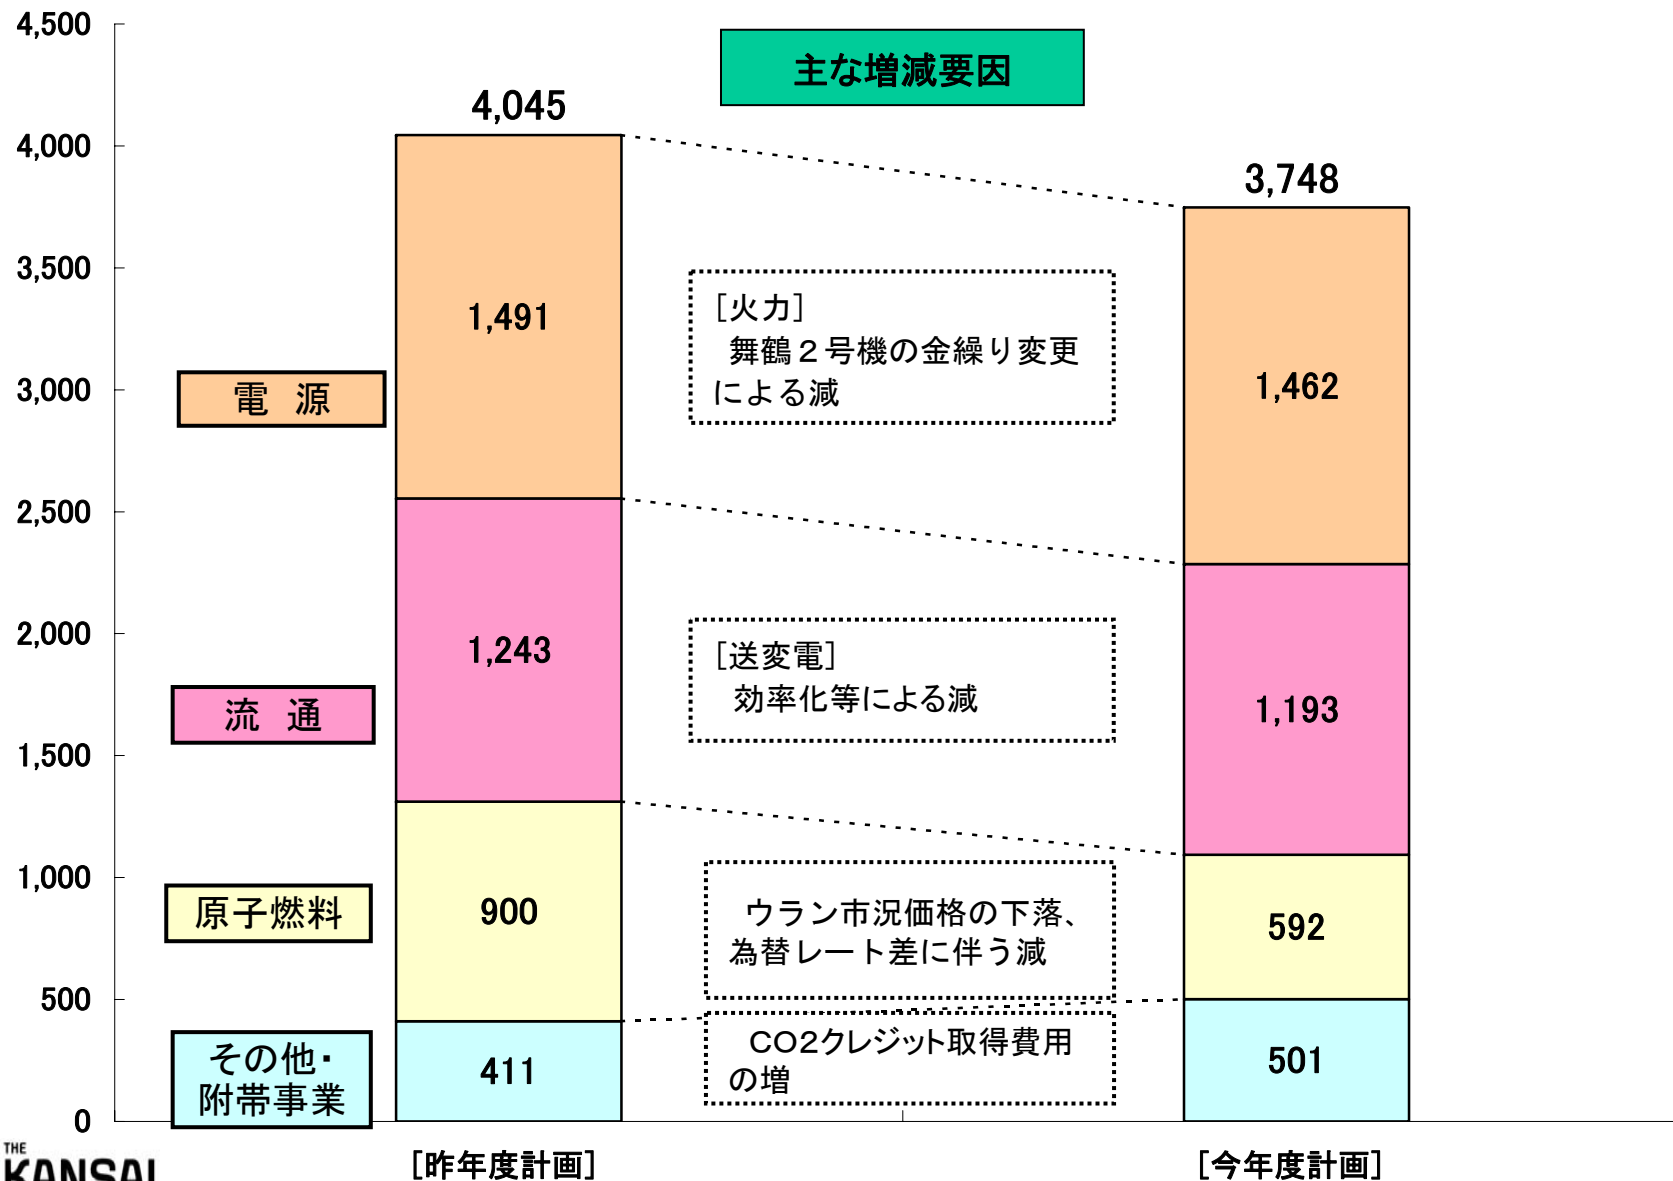 主な増減要因
4,500
4,000
3,500
3,000
2,500
2,000
1,500
1,000
500
0
4,045
3,748
1,491
1,462
電 源
［火力］
舞鶴２号機の金繰り変更
による減
1,243
1,193
流 通
［送変電］
効率化等による減
900
592
原子燃料
ウラン市況価格の下落、
為替レート差に伴う減
411
501
その他・
附帯事業
CO2クレジット取得費用
の増
［昨年度計画］
［今年度計画］
THE
KANSAI